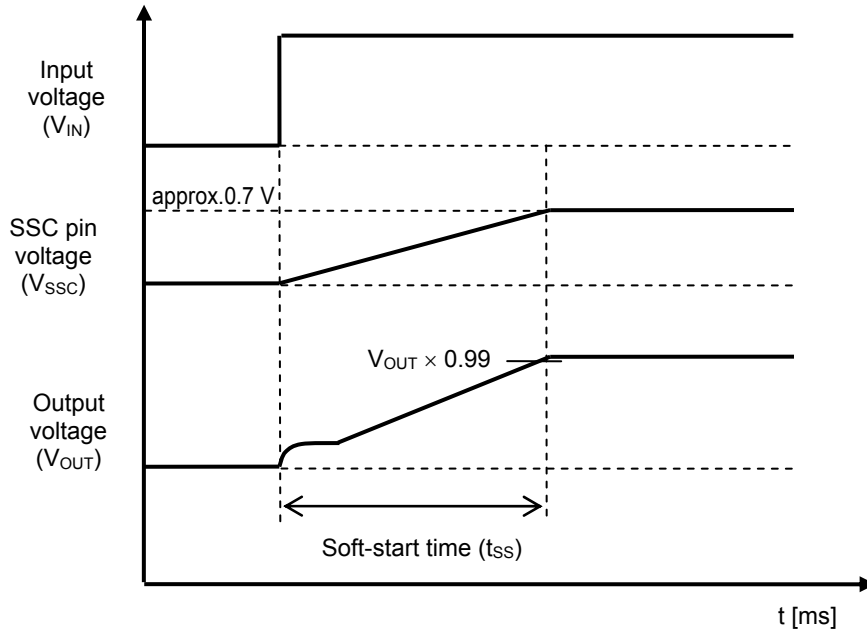 Input
voltage
(VIN)
approx.0.7 V
SSC pin
voltage
(VSSC)
VOUT × 0.99
Output
voltage
(VOUT)
Soft-start time (tSS)
t [ms]